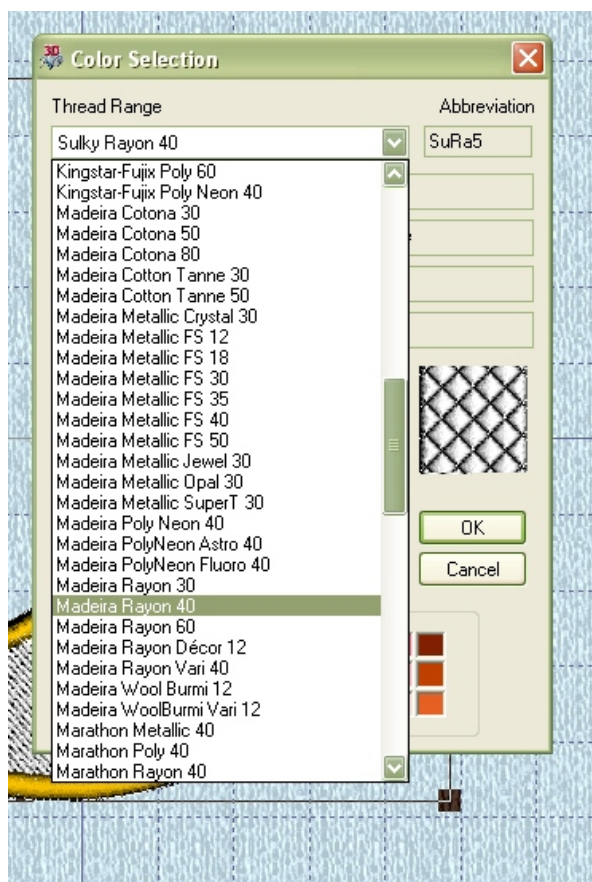 3D
Color Selection
Thread Range Abbreviation
Sulky Rayon 40 SuRa5
Kingstar-Fujix Poly 60
Kingstar-Fujix Poly Neon 40
Madeira Cotona 30
Madeira Cotona 50
Madeira Cotona 80
Madeira Cotton Tanne 30
Madeira Cotton Tanne 50
Madeira Metallic Crystal 30
Madeira Metallic FS 12
Madeira Metallic FS 18
Madeira Metallic FS 30
Madeira Metallic FS 35
Madeira Metallic FS 40
Madeira Metallic FS 50
Madeira Metallic Jewel 30
Madeira Metallic Opal 30
Madeira Metallic SuperT 30
Madeira Poly Neon 40
Madeira PolyNeon Astro 40
Madeira PolyNeon Fluoro 40
Madeira Rayon 30
Madeira Rayon 40
Madeira Rayon 60
Madeira Rayon Décor 12
Madeira Rayon Vari 40
Madeira Wool Burmi 12
Madeira WoolBurmi Vari 12
Marathon Metallic 40
Marathon Poly 40
Marathon Rayon 40
OK
Cancel